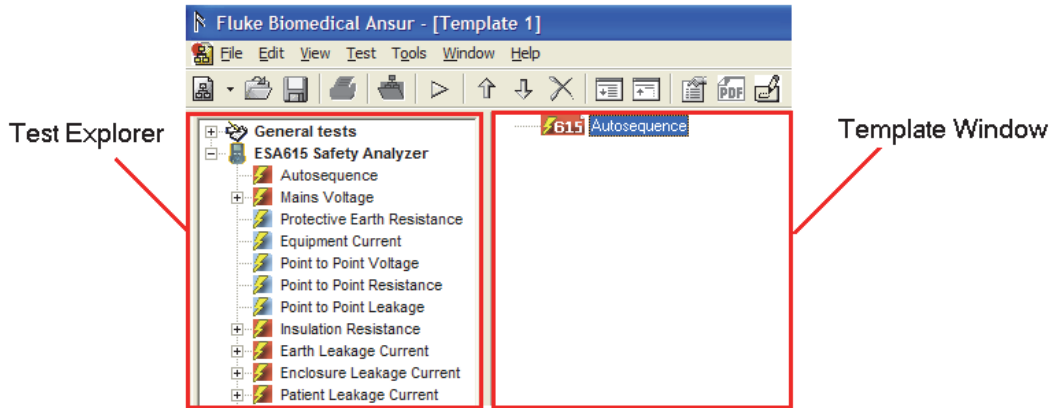 Fluke Biomedical Ansur - [Template 1]
File Edit View Test Tools Window Help
PDF
Test Explorer
General tests
ESA615 Safety Analyzer
Autosequence
Mains Voltage
Protective Earth Resistance
Equipment Current
Point to Point Voltage
Point to Point Resistance
Point to Point Leakage
Insulation Resistance
Earth Leakage Current
Enclosure Leakage Current
Patient Leakage Current
615 Autosequence
Template Window